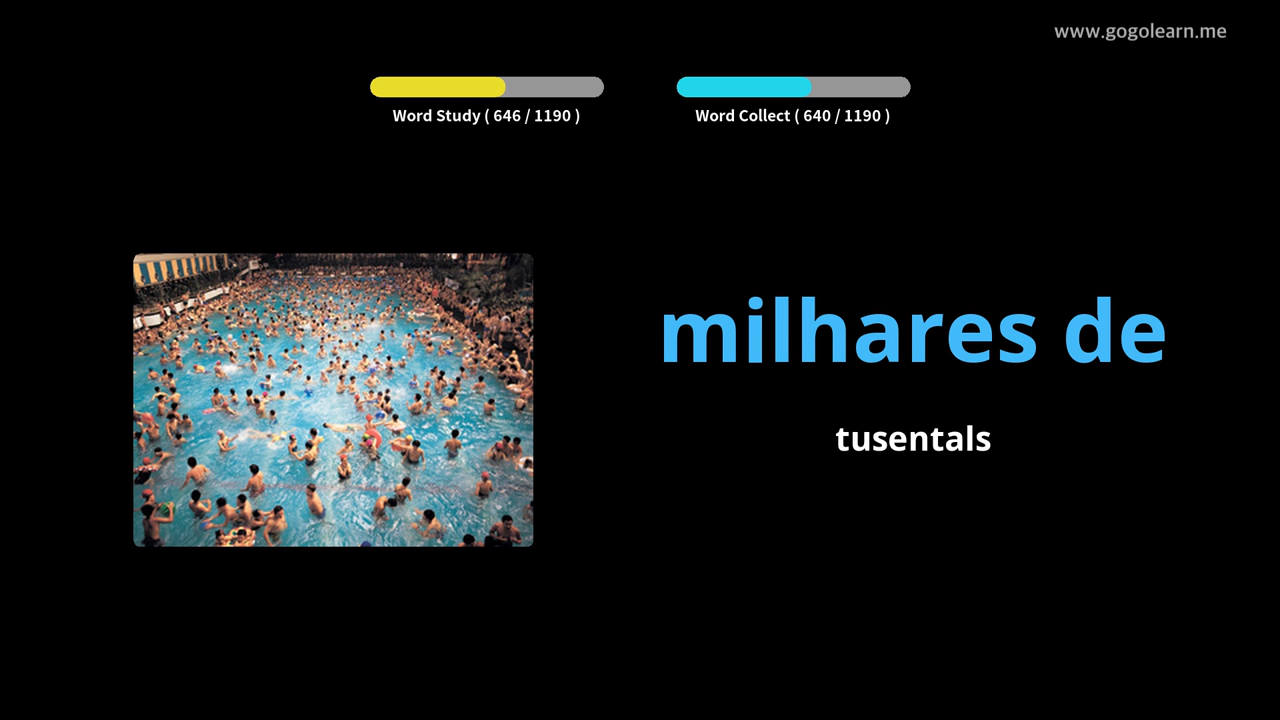 www.gogolearn.me
Word Study ( 646 / 1190 )
Word Collect ( 640 / 1190 )
milhares de
tusentals